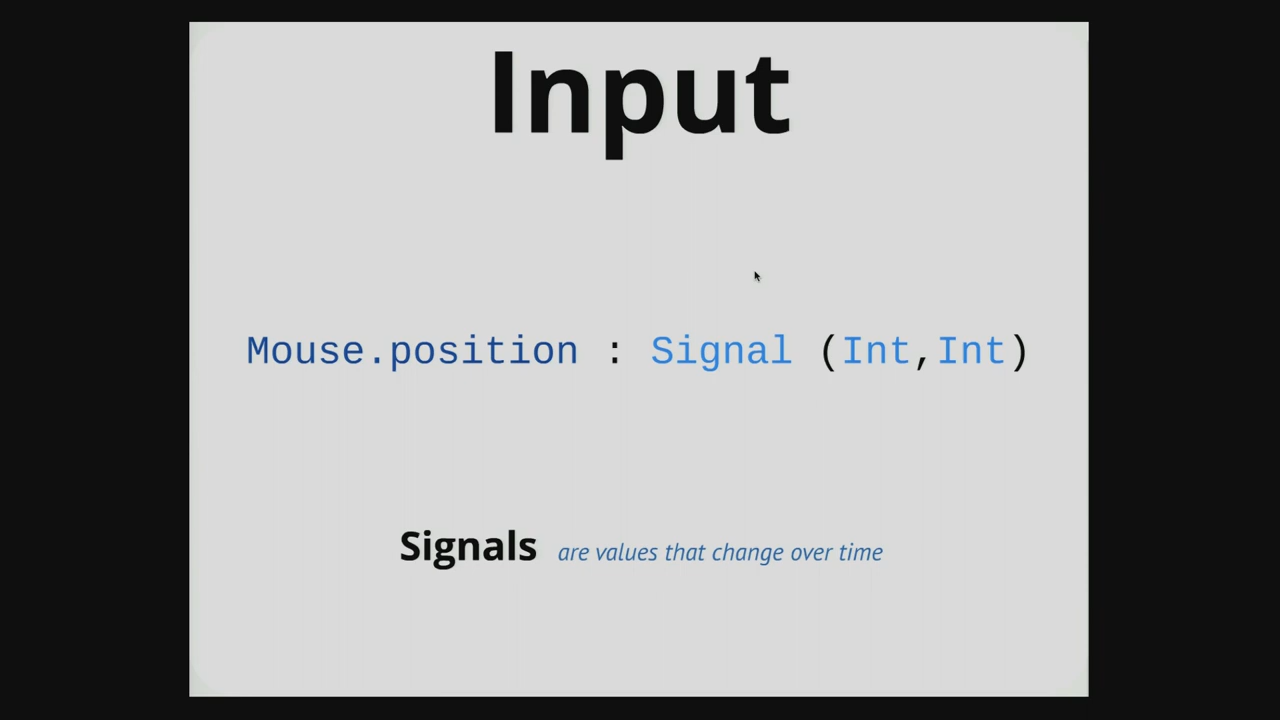 Input
Mouse.position : Signal (Int,Int)
Signals are values that change over time